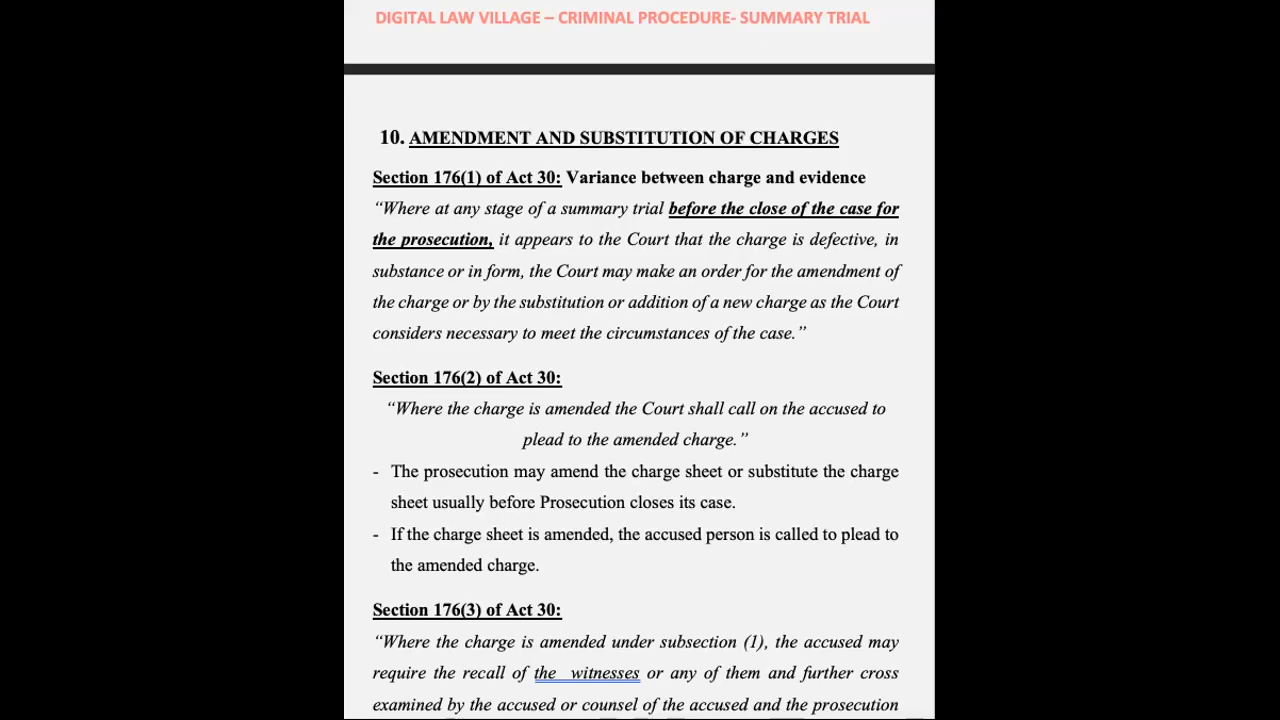 DIGITAL LAW VILLAGE – CRIMINAL PROCEDURE- SUMMARY TRIAL
10. AMENDMENT AND SUBSTITUTION OF CHARGES
Section 176(1) of Act 30: Variance between charge and evidence
“Where at any stage of a summary trial before the close of the case for
the prosecution, it appears to the Court that the charge is defective, in
substance or in form, the Court may make an order for the amendment of
the charge or by the substitution or addition of a new charge as the Court
considers necessary to meet the circumstances of the case.”
Section 176(2) of Act 30:
“Where the charge is amended the Court shall call on the accused to
plead to the amended charge.”
- The prosecution may amend the charge sheet or substitute the charge
sheet usually before Prosecution closes its case.
- If the charge sheet is amended, the accused person is called to plead to
the amended charge.
Section 176(3) of Act 30:
“Where the charge is amended under subsection (1), the accused may
require the recall of the witnesses or any of them and further cross
examined by the accused or counsel of the accused and the prosecution